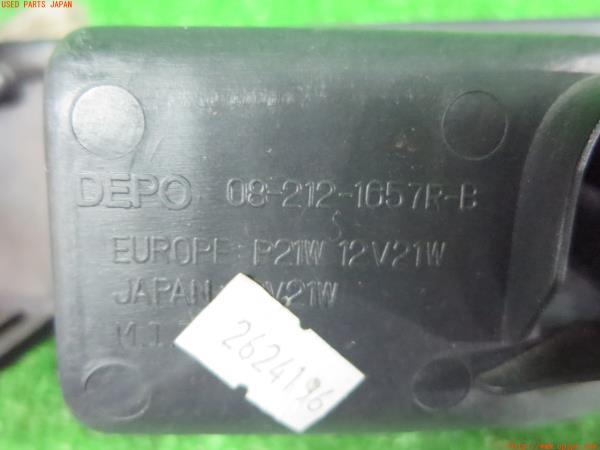 USED PARTS JAPAN
DEPO 08-212-1657R-B
S
EUROPE: P21W 12V21W
JAPAN: V21W
M.I
2624196